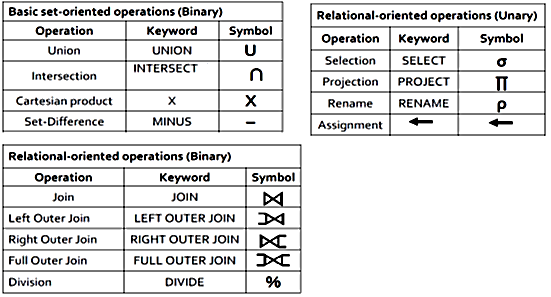 Basic set-oriented operations (Binary)
Operation Keyword Symbol
Union UNION ∪
Intersection INTERSECT ∩
Cartesian product X X
Set-Difference MINUS −
Relational-oriented operations (Unary)
Operation Keyword Symbol
Selection SELECT σ
Projection PROJECT ∏
Rename RENAME ρ
Assignment ← ←
Relational-oriented operations (Binary)
Operation Keyword Symbol
Join JOIN ⋈
Left Outer Join LEFT OUTER JOIN ⟕
Right Outer Join RIGHT OUTER JOIN ⟖
Full Outer Join FULL OUTER JOIN ⟗
Division DIVIDE %